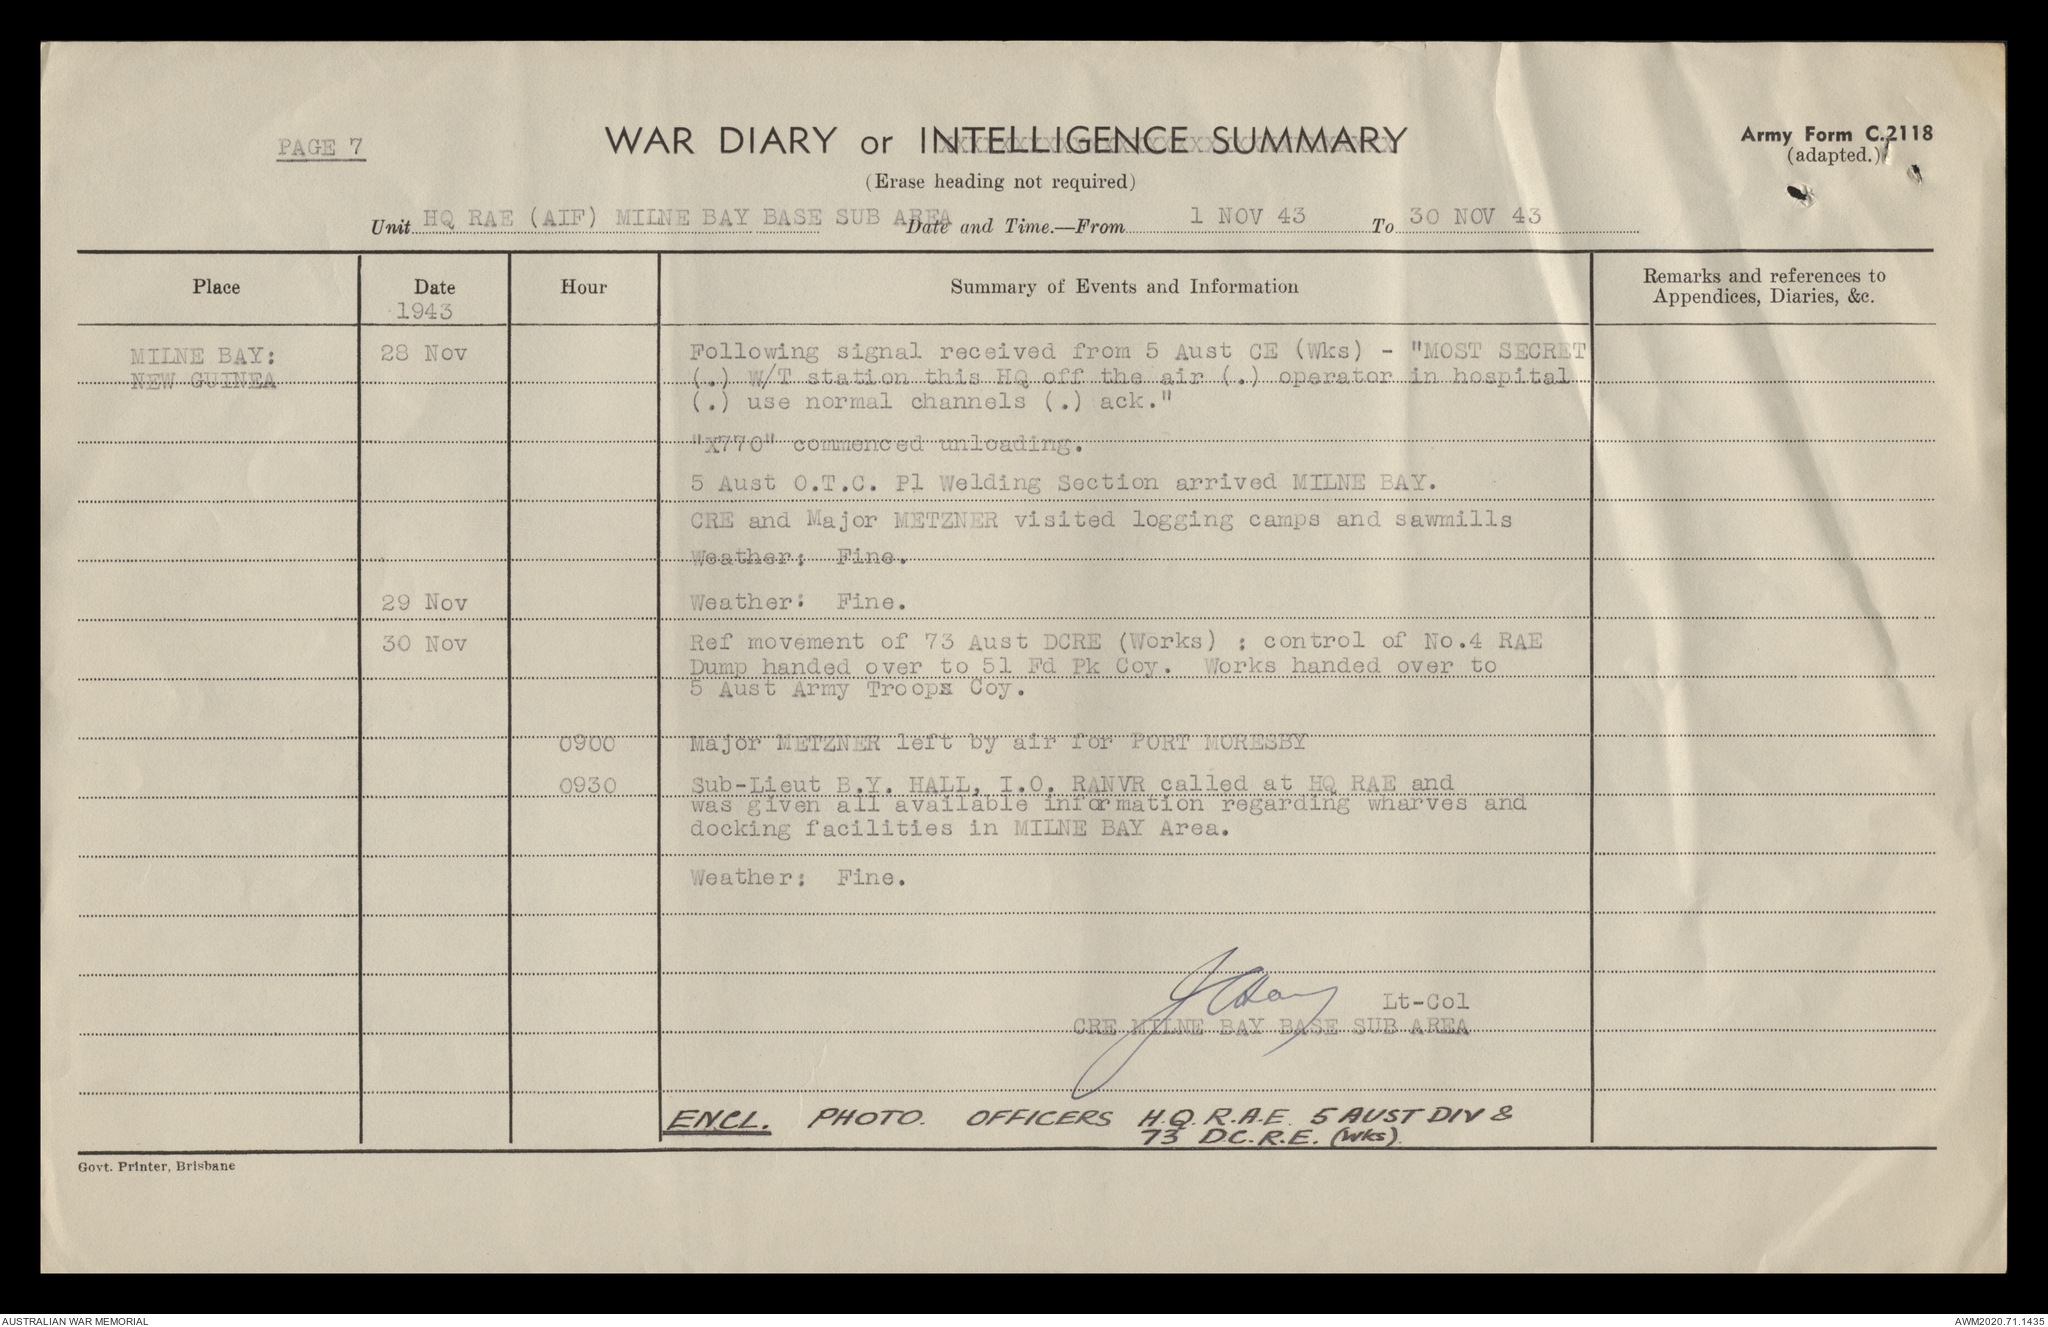 PAGE 7
WAR DIARY or INTELLIGENCE SUMMARY
Army Form C.2118
(adapted.)
(Erase heading not required)
Unit HQ RAE (AIF) MILNE BAY BASE SUB AREA Date and Time.—From 1 NOV 43 To 30 NOV 43
Place Date Hour Summary of Events and Information Remarks and references to
Appendices, Diaries, &c.
1943
MILNE BAY: 28 Nov Following signal received from 5 Aust CE (Wks) - "MOST SECRET
NEW GUINEA (.) W/T station this HQ off the air (.) operator in hospital
(.) use normal channels (.) ack."
"X770" commenced unloading.
5 Aust O.T.C. Pl Welding Section arrived MILNE BAY.
CRE and Major METZNER visited logging camps and sawmills
Weather: Fine.
29 Nov Weather: Fine.
30 Nov Ref movement of 73 Aust DCRE (Works) ; control of No.4 RAE
Dump handed over to 51 Fd Pk Coy. Works handed over to
5 Aust Army Troops Coy.
0900 Major METZNER left by air for PORT MORESBY
0930 Sub-Lieut B.Y. HALL, I.O. RANVR called at HQ RAE and
was given all available information regarding wharves and
docking facilities in MILNE BAY Area.
Weather: Fine.
Lt-Col
CRE MILNE BAY BASE SUB AREA
ENCL. PHOTO. OFFICERS H.Q. R.A.E. 5 AUST DIV &
73 D.C.R.E. (Wks).
Govt. Printer, Brisbane
AUSTRALIAN WAR MEMORIAL
AWM2020.71.1435